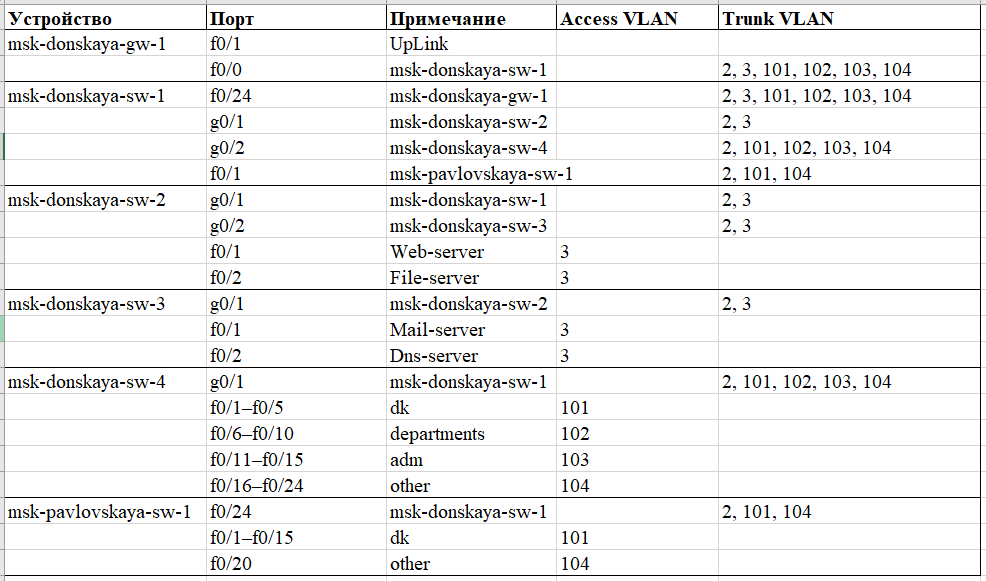 Устройство Порт Примечание Access VLAN Trunk VLAN
msk-donskaya-gw-1 f0/1 UpLink
f0/0 msk-donskaya-sw-1 2, 3, 101, 102, 103, 104
msk-donskaya-sw-1 f0/24 msk-donskaya-gw-1 2, 3, 101, 102, 103, 104
g0/1 msk-donskaya-sw-2 2, 3
g0/2 msk-donskaya-sw-4 2, 101, 102, 103, 104
f0/1 msk-pavlovskaya-sw-1 2, 101, 104
msk-donskaya-sw-2 g0/1 msk-donskaya-sw-1 2, 3
g0/2 msk-donskaya-sw-3 2, 3
f0/1 Web-server 3
f0/2 File-server 3
msk-donskaya-sw-3 g0/1 msk-donskaya-sw-2 2, 3
f0/1 Mail-server 3
f0/2 Dns-server 3
msk-donskaya-sw-4 g0/1 msk-donskaya-sw-1 2, 101, 102, 103, 104
f0/1–f0/5 dk 101
f0/6–f0/10 departments 102
f0/11–f0/15 adm 103
f0/16–f0/24 other 104
msk-pavlovskaya-sw-1 f0/24 msk-donskaya-sw-1 2, 101, 104
f0/1–f0/15 dk 101
f0/20 other 104